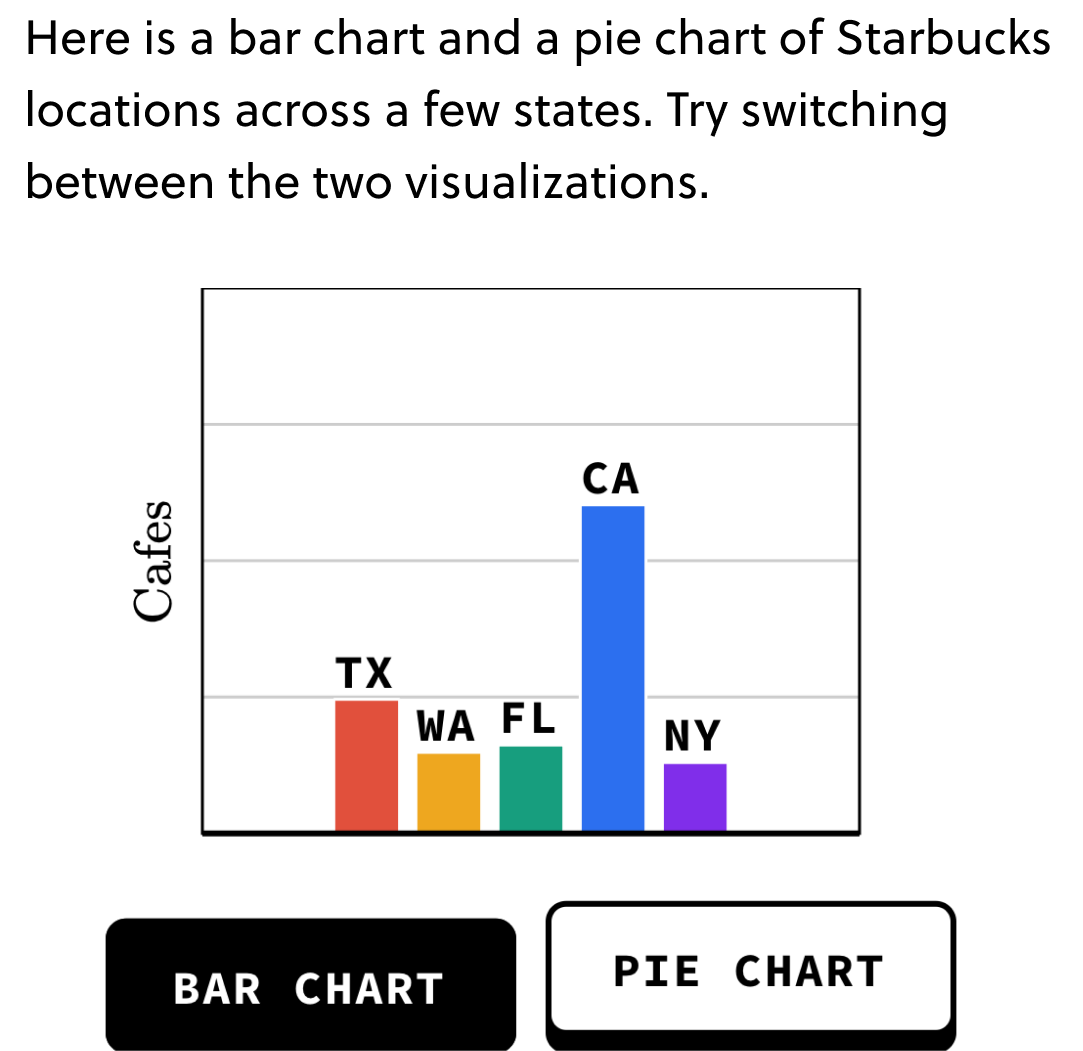 Here is a bar chart and a pie chart of Starbucks
locations across a few states. Try switching
between the two visualizations.
CA
Cafes
TX
WA FL
NY
BAR CHART
PIE CHART